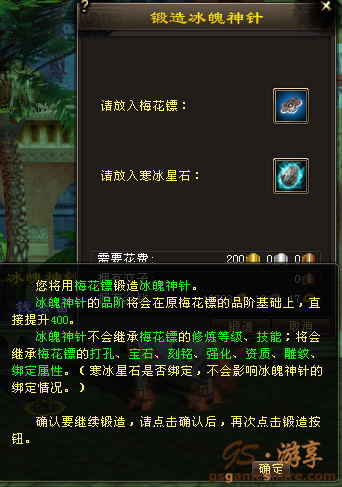 锻造冰魄神针
请放入梅花镖：
请放入寒冰星石：
需要花费： 200 0 0
冰魄神针
您将用梅花镖锻造冰魄神针。
冰魄神针的品阶将会在原梅花镖的品阶基础上，直
接提升400。
冰魄神针不会继承梅花镖的修炼等级、技能；将会
继承梅花镖的打孔、宝石、刻铭、强化、资质、雕纹、
绑定属性。（寒冰星石是否绑定，不会影响冰魄神针的
绑定情况。）
确认要继续锻造，请点击确认后，再次点击锻造按
钮。
GS·游享
确定